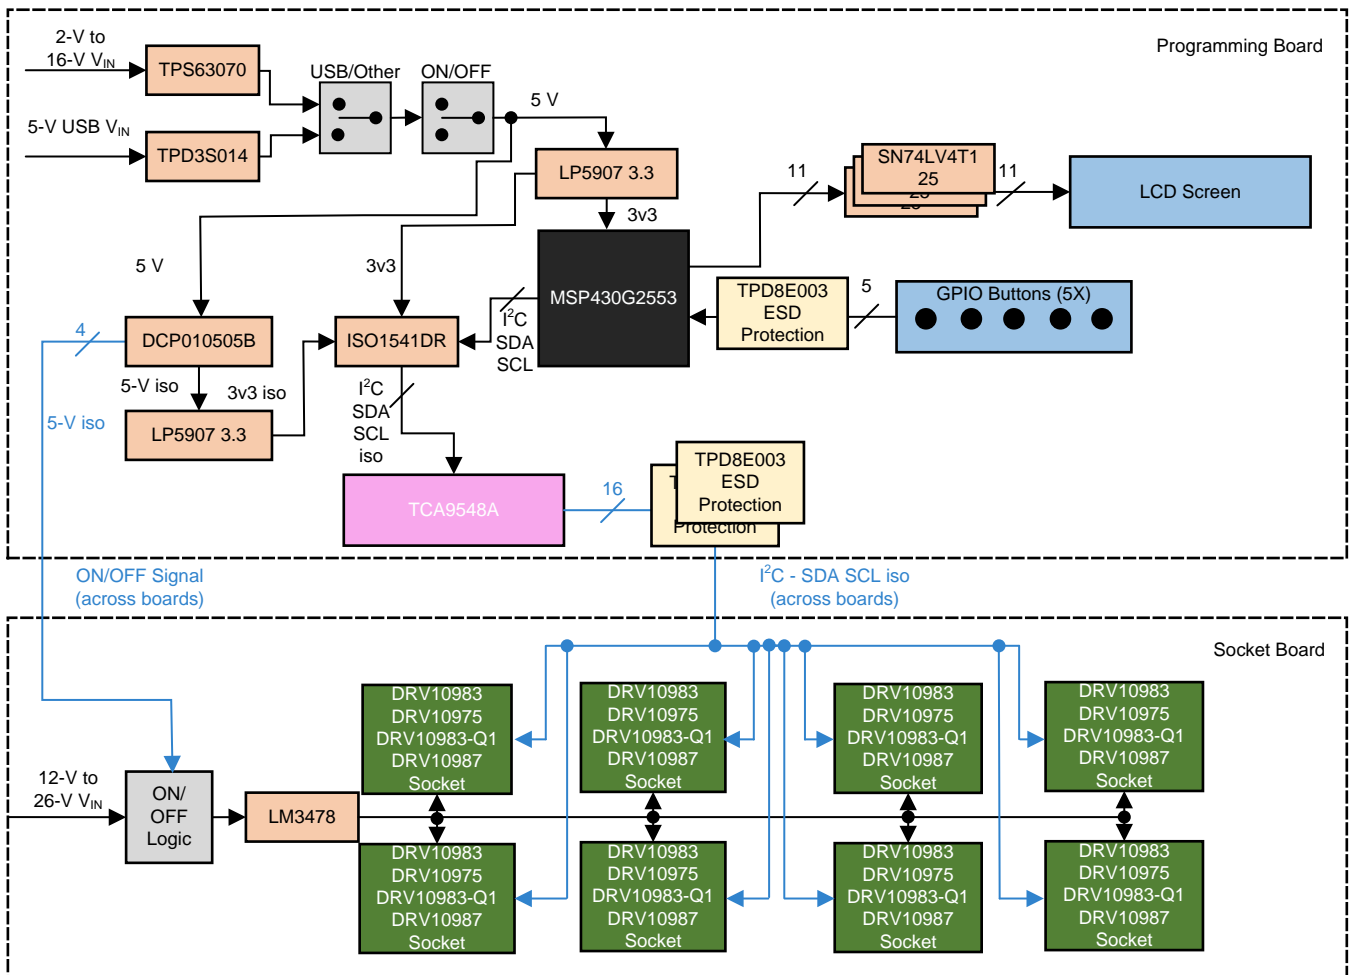 Programming Board
2-V to
16-V VIN
TPS63070
USB/Other
ON/OFF
5 V
5-V USB VIN
TPD3S014
LP5907 3.3
3v3
11
SN74LV4T1
25
11
LCD Screen
5 V
3v3
MSP430G2553
TPD8E003
ESD
Protection
5
GPIO Buttons (5X)
4
DCP010505B
ISO1541DR
I2C
SDA
SCL
5-V iso
3v3 iso
5-V iso
LP5907 3.3
I2C
SDA
SCL
iso
TCA9548A
16
TPD8E003
ESD
Protection
Protection
ON/OFF Signal
(across boards)
I2C - SDA SCL iso
(across boards)
Socket Board
DRV10983
DRV10975
DRV10983-Q1
DRV10987
Socket
DRV10983
DRV10975
DRV10983-Q1
DRV10987
Socket
DRV10983
DRV10975
DRV10983-Q1
DRV10987
Socket
DRV10983
DRV10975
DRV10983-Q1
DRV10987
Socket
12-V to
26-V VIN
ON/
OFF
Logic
LM3478
DRV10983
DRV10975
DRV10983-Q1
DRV10987
Socket
DRV10983
DRV10975
DRV10983-Q1
DRV10987
Socket
DRV10983
DRV10975
DRV10983-Q1
DRV10987
Socket
DRV10983
DRV10975
DRV10983-Q1
DRV10987
Socket